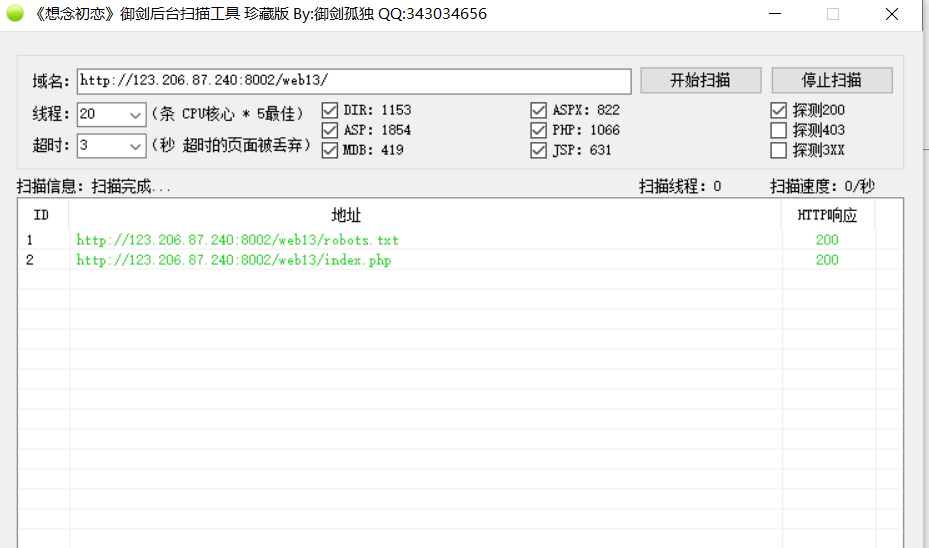 《想念初恋》御剑后台扫描工具 珍藏版 By:御剑孤独 QQ:343034656
域名: http://123.206.87.240:8002/web13/ 开始扫描 停止扫描
线程: 20 (条 CPU核心 * 5最佳) DIR: 1153 ASPX: 822 探测200
ASP: 1854 PHP: 1066 探测403
超时: 3 (秒 超时的页面被丢弃) MDB: 419 JSP: 631 探测3XX
扫描信息: 扫描完成... 扫描线程: 0 扫描速度: 0/秒
ID 地址 HTTP响应
1 http://123.206.87.240:8002/web13/robots.txt 200
2 http://123.206.87.240:8002/web13/index.php 200